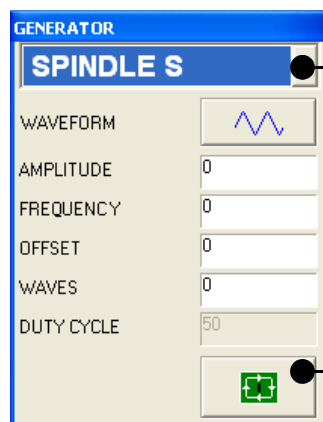 GENERATOR
SPINDLE S
WAVEFORM
AMPLITUDE 0
FREQUENCY 0
OFFSET 0
WAVES 0
DUTY CYCLE 50